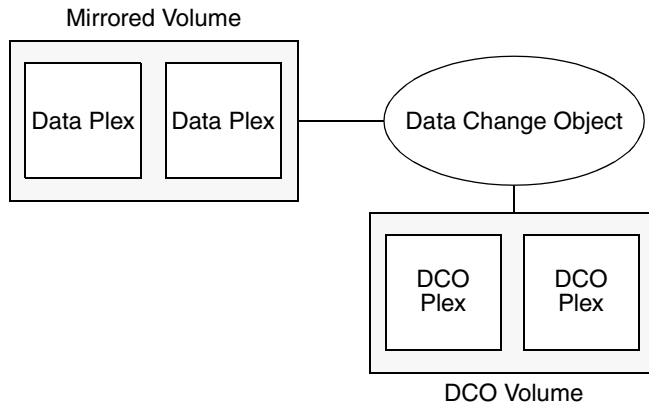 Mirrored Volume
Data Plex
Data Plex
Data Change Object
DCO
Plex
DCO
Plex
DCO Volume